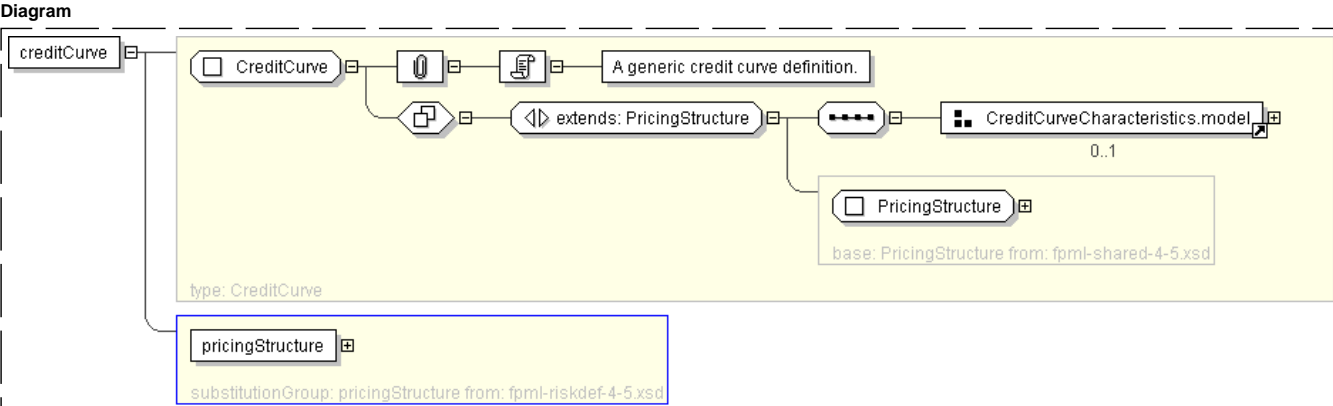 Diagram
creditCurve
CreditCurve
A generic credit curve definition.
extends: PricingStructure
CreditCurveCharacteristics.model
0..1
PricingStructure
base: PricingStructure from: fpml-shared-4-5.xsd
type: CreditCurve
pricingStructure
substitutionGroup: pricingStructure from: fpml-riskdef-4-5.xsd